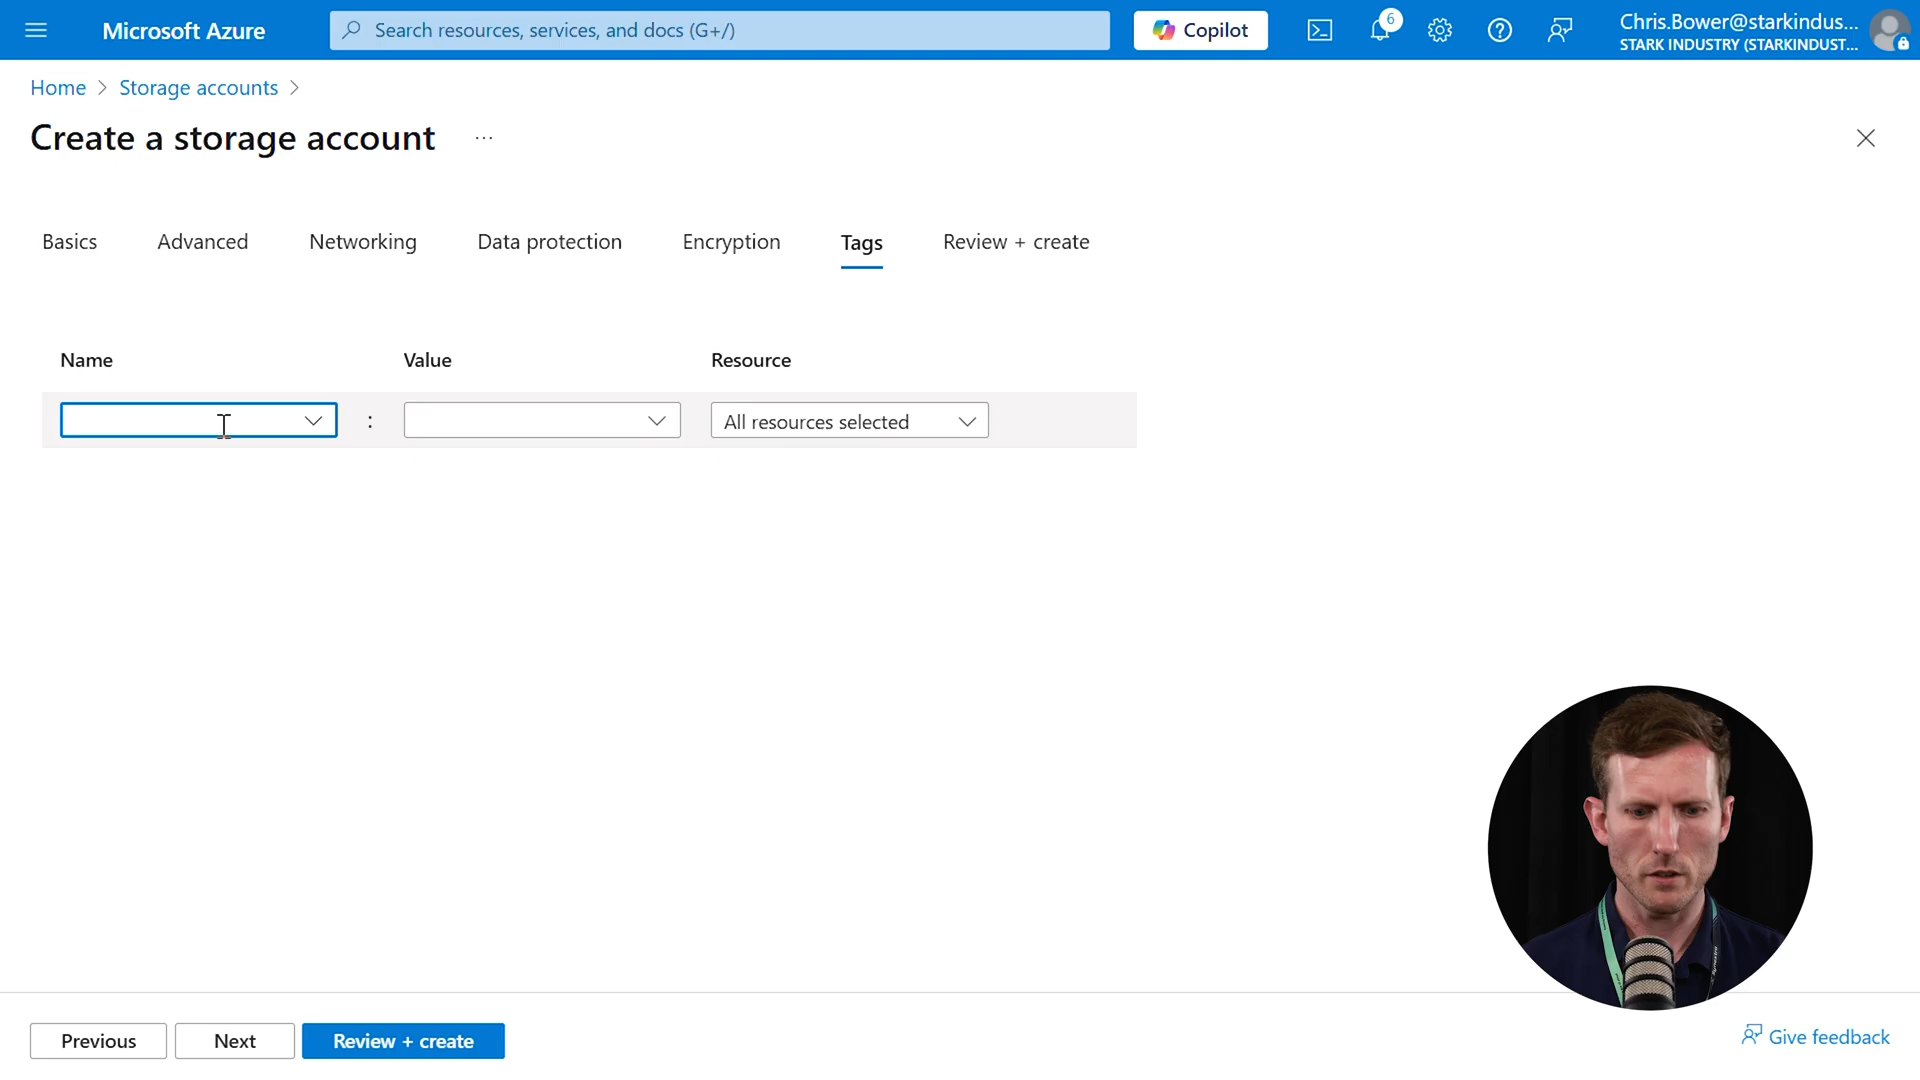 Microsoft Azure
Search resources, services, and docs (G+/)
Copilot
6
Chris.Bower@starkindus...
STARK INDUSTRY (STARKINDUST...
Home
Storage accounts
Create a storage account
Basics
Advanced
Networking
Data protection
Encryption
Tags
Review + create
Name
Value
Resource
:
All resources selected
Previous
Next
Review + create
Give feedback